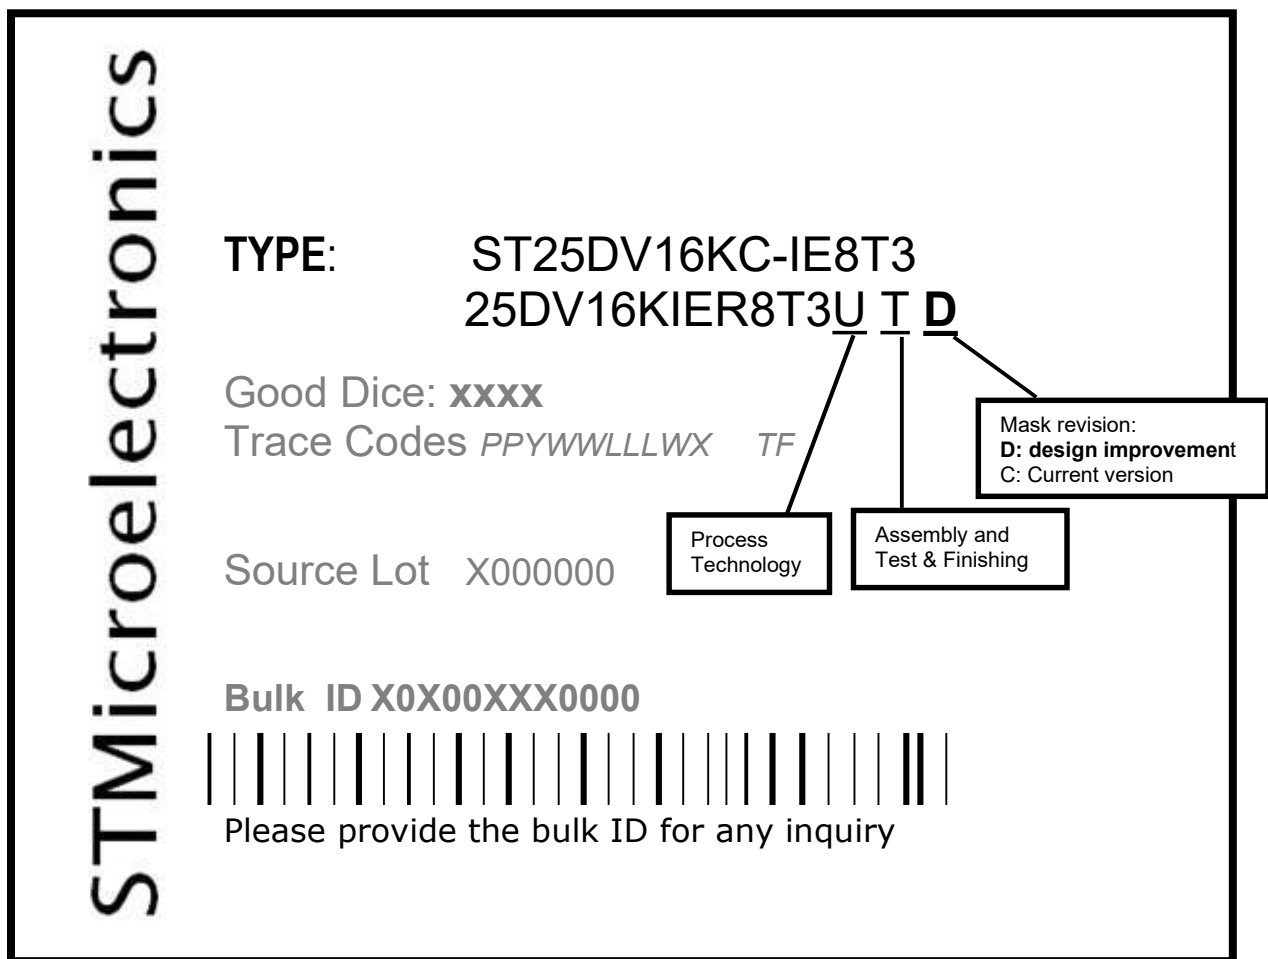 STMicroelectronics
TYPE: ST25DV16KC-IE8T3
25DV16KIER8T3U T D
Good Dice: xxxx
Trace Codes PPYWWLLLWX TF
Mask revision:
D: design improvement
C: Current version
Process
Technology
Assembly and
Test & Finishing
Source Lot X000000
Bulk ID X0X00XXX0000
Please provide the bulk ID for any inquiry